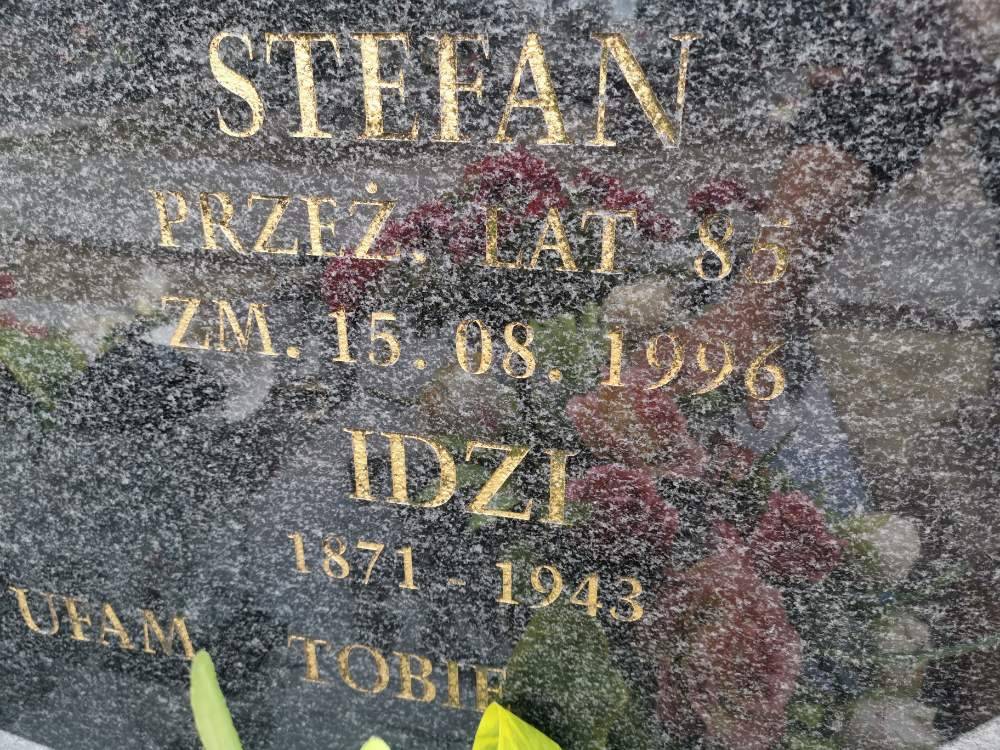 STEFAN
PRZEŻ. LAT 85
ZM. 15.08.1996
IDZI
1871 - 1943
UFAM TOBIE